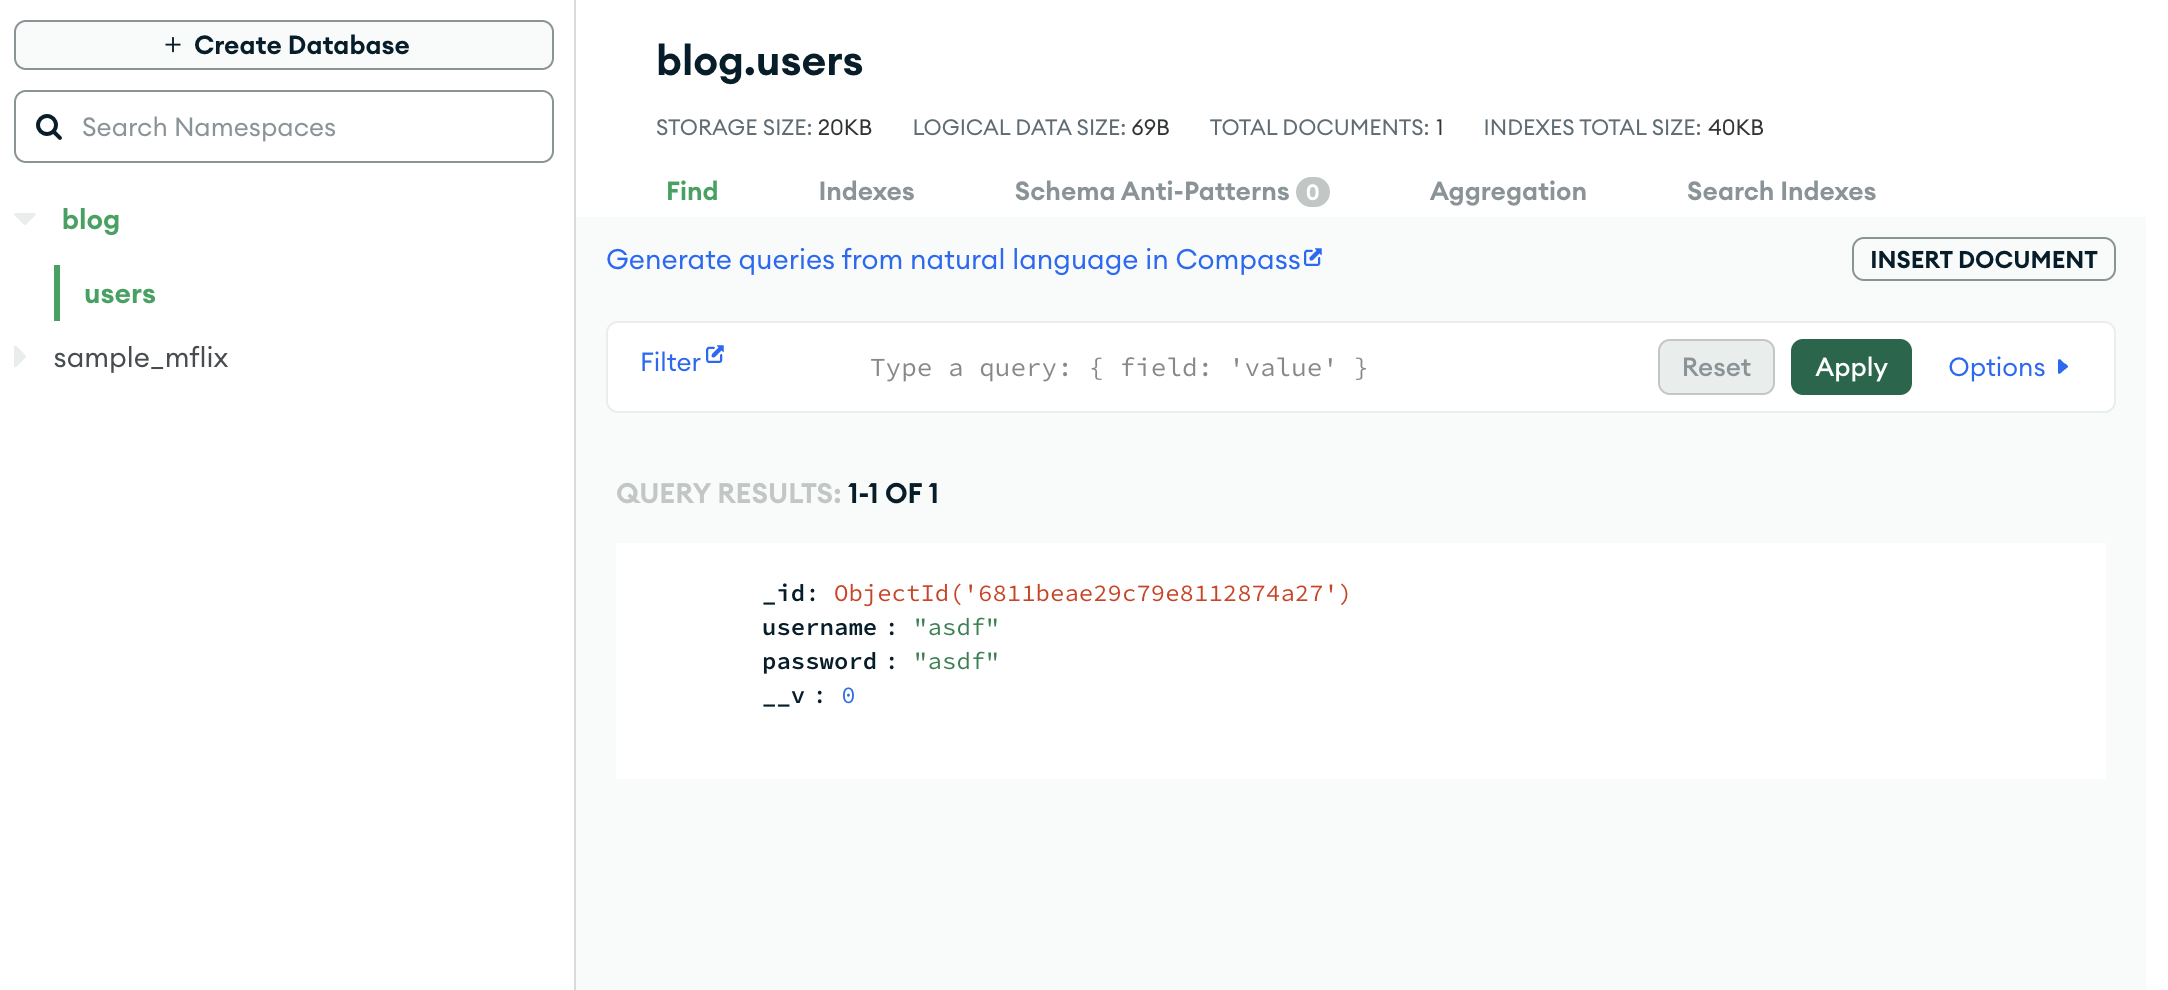 + Create Database
Search Namespaces
blog
users
sample_mflix
blog.users
STORAGE SIZE: 20KB LOGICAL DATA SIZE: 69B TOTAL DOCUMENTS: 1 INDEXES TOTAL SIZE: 40KB
Find Indexes Schema Anti-Patterns 0 Aggregation Search Indexes
Generate queries from natural language in Compass
INSERT DOCUMENT
Filter Type a query: { field: 'value' } Reset Apply Options
QUERY RESULTS: 1-1 OF 1
_id: ObjectId('6811beae29c79e8112874a27')
username : "asdf"
password : "asdf"
__v : 0